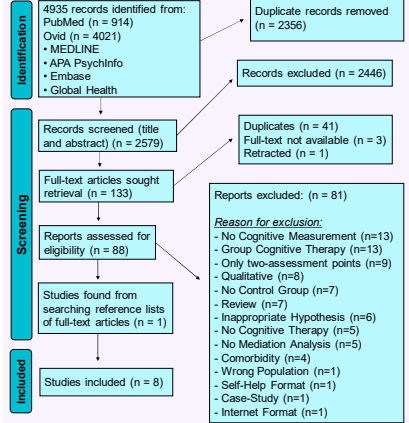 Identification
4935 records identified from:
PubMed (n = 914)
Ovid (n = 4021)
• MEDLINE
• APA PsychInfo
• Embase
• Global Health
Duplicate records removed
(n = 2356)
Records excluded (n = 2446)
Screening
Records screened (title
and abstract) (n = 2579)
Duplicates (n = 41)
Full-text not available (n = 3)
Retracted (n = 1)
Full-text articles sought
retrieval (n = 133)
Reports assessed for
eligibility (n = 88)
Reports excluded: (n = 81)
Reason for exclusion:
- No Cognitive Measurement (n=13)
- Group Cognitive Therapy (n=13)
- Only two-assessment points (n=9)
- Qualitative (n=8)
- No Control Group (n=7)
- Review (n=7)
- Inappropriate Hypothesis (n=6)
- No Cognitive Therapy (n=5)
- No Mediation Analysis (n=5)
- Comorbidity (n=4)
- Wrong Population (n=1)
- Self-Help Format (n=1)
- Case-Study (n=1)
- Internet Format (n=1)
Studies found from
searching reference lists
of full-text articles (n = 1)
Included
Studies included (n = 8)